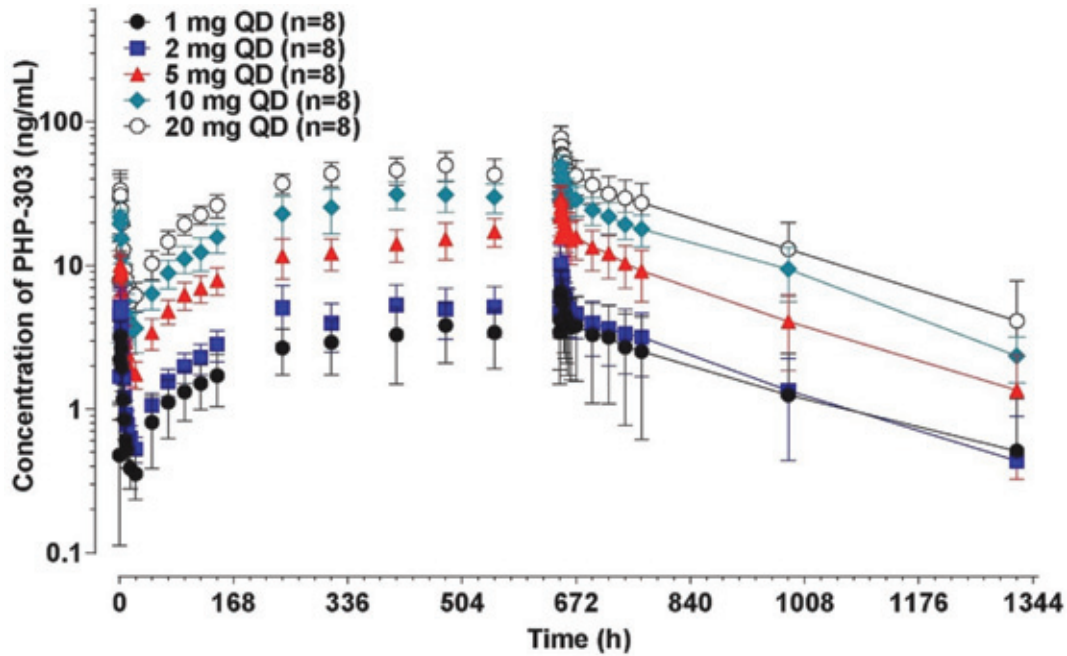 1 mg QD (n=8)
2 mg QD (n=8)
5 mg QD (n=8)
10 mg QD (n=8)
20 mg QD (n=8)
Concentration of PHP-303 (ng/mL)
100
10
1
0.1
0 168 336 504 672 840 1008 1176 1344
Time (h)